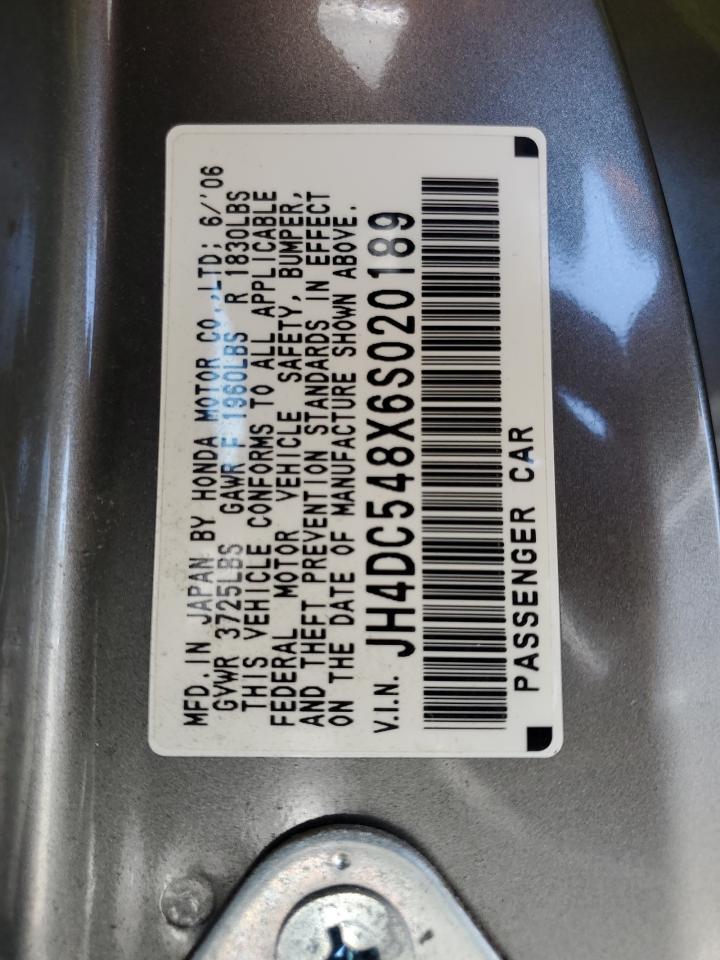 MFD. IN JAPAN BY HONDA MOTOR CO.,LTD; 6/'06
GVWR 3725LBS GAWR F 1960LBS R 1830LBS
THIS VEHICLE CONFORMS TO ALL APPLICABLE
FEDERAL MOTOR VEHICLE SAFETY, BUMPER,
AND THEFT PREVENTION STANDARDS IN EFFECT
ON THE DATE OF MANUFACTURE SHOWN ABOVE.
V.I.N. JH4DC548X6S020189
PASSENGER CAR